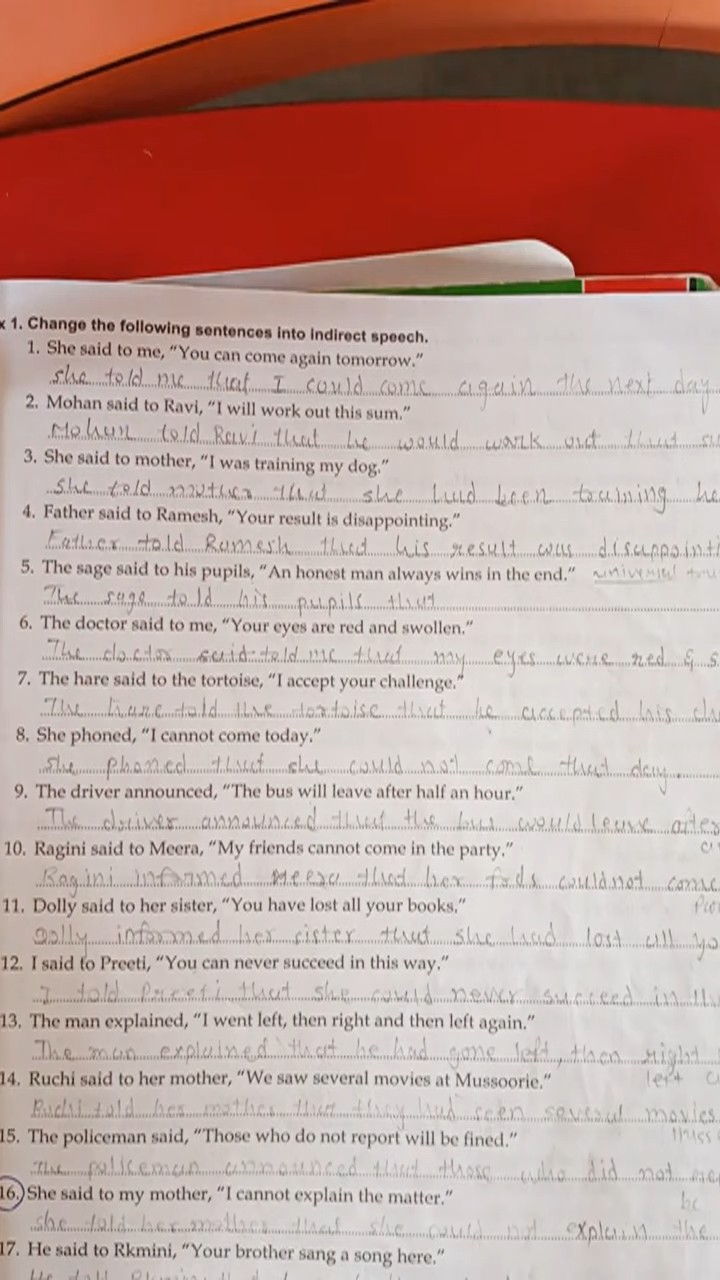 x 1. Change the following sentences into indirect speech.
1. She said to me, "You can come again tomorrow."
she told me that I could come again the next day
2. Mohan said to Ravi, "I will work out this sum."
Mohan told Ravi that he would work out that su
3. She said to mother, "I was training my dog."
she told mother that she had been training he
4. Father said to Ramesh, "Your result is disappointing."
Father told Ramesh that his result was disappointi
5. The sage said to his pupils, "An honest man always wins in the end." universal tru
The sage told his pupils that
6. The doctor said to me, "Your eyes are red and swollen."
The doctor said told me that my eyes were red & s
7. The hare said to the tortoise, "I accept your challenge."
The hare told the tortoise that he accepted his cha
8. She phoned, "I cannot come today."
She phoned that she could not come that day.
9. The driver announced, "The bus will leave after half an hour."
The driver announced that the bus would leave after
10. Ragini said to Meera, "My friends cannot come in the party."
Ragini informed Meera that her frds could not come
11. Dolly said to her sister, "You have lost all your books."
Dolly informed her sister that she had lost all yo
12. I said to Preeti, "You can never succeed in this way."
I told Preeti that she could never succeed in th
13. The man explained, "I went left, then right and then left again."
The man explained that he had gone left, then right
14. Ruchi said to her mother, "We saw several movies at Mussoorie." left
Ruchi told her mother that they had seen several movies
15. The policeman said, "Those who do not report will be fined."
The policeman announced that those who did not
16. She said to my mother, "I cannot explain the matter." be
she told her mother that she could not explain the
17. He said to Rkmini, "Your brother sang a song here."